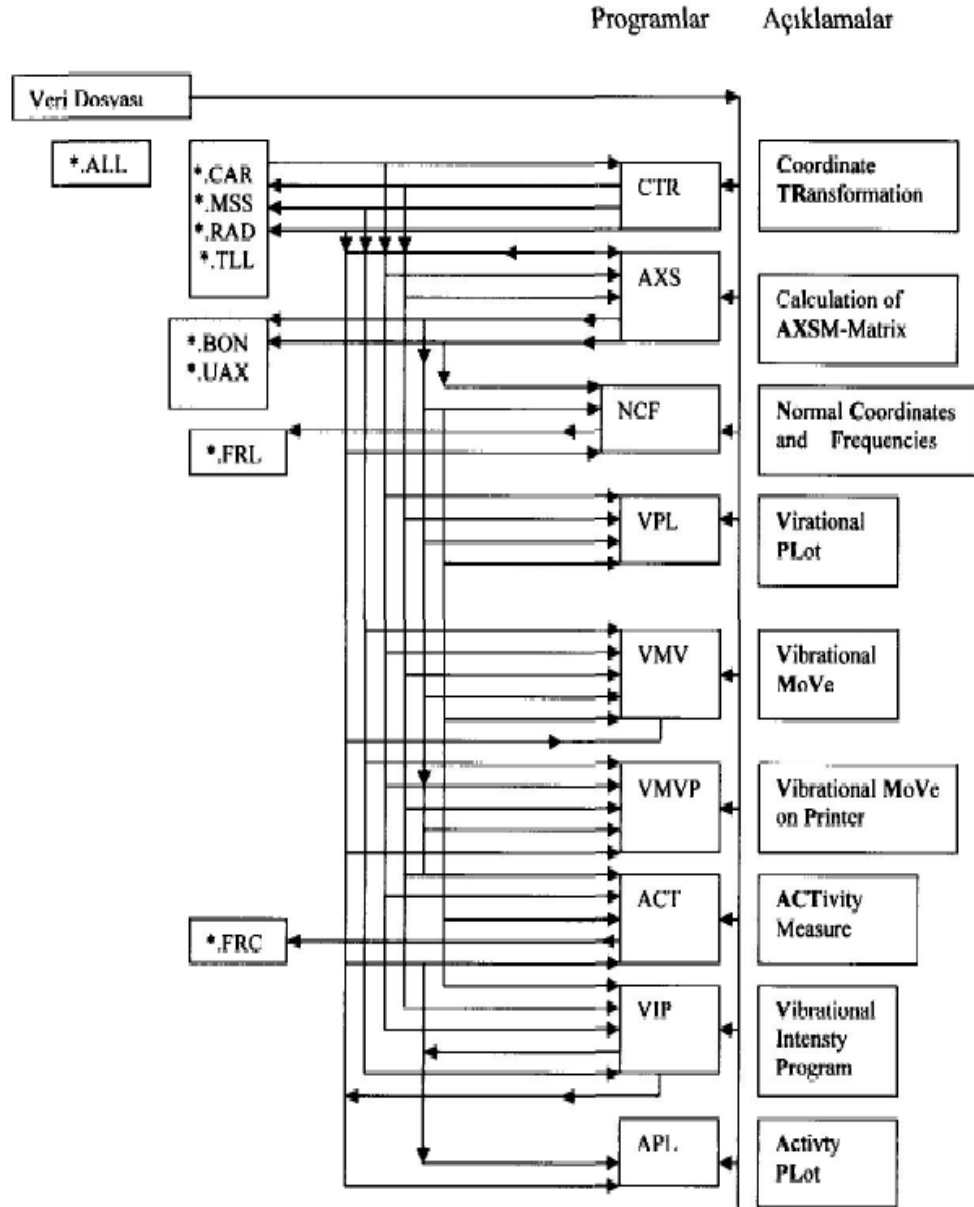 Programlar Açıklamalar
Veri Dosyası
*.ALL
*.CAR
*.MSS
*.RAD
*.TLL
CTR
Coordinate
TRansformation
AXS
Calculation of
AXSM-Matrix
*.BON
*.UAX
NCF
Normal Coordinates
and Frequencies
*.FRL
VPL
Virational
PLot
VMV
Vibrational
MoVe
VMVP
Vibrational MoVe
on Printer
ACT
ACTivity
Measure
*.FRC
VIP
Vibrational
Intensty
Program
APL
Activty
PLot